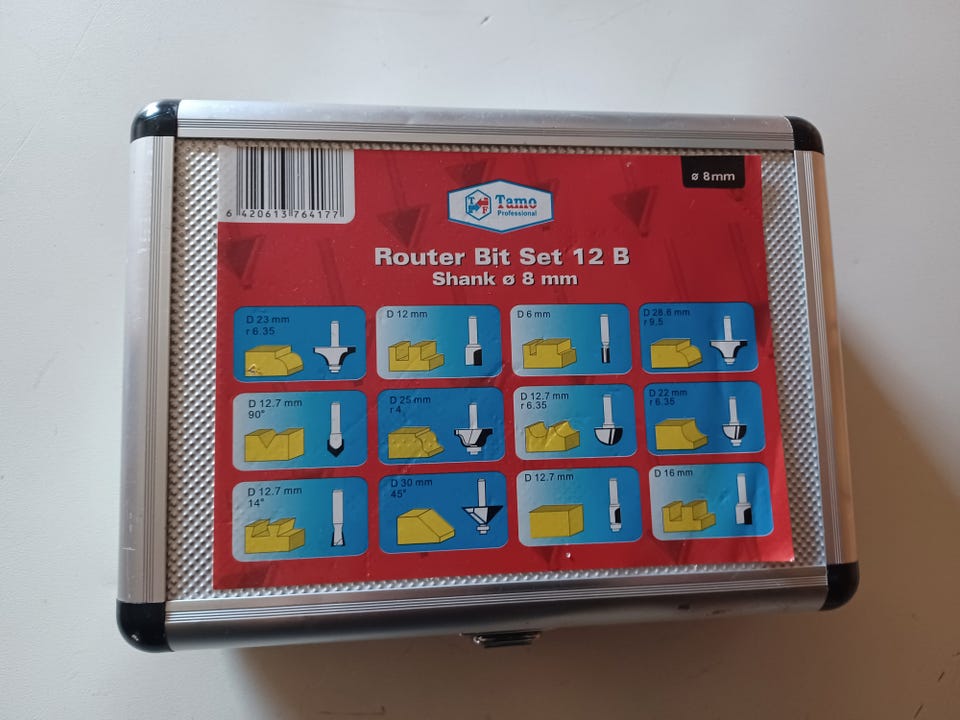 6 420613 764177
T F
Tamo
Professional
ø 8mm
Router Bit Set 12 B
Shank ø 8 mm
D 23 mm
r 6.35
D 12 mm
D 6 mm
D 28.6 mm
r 9.5
D 12.7 mm
90°
D 25 mm
r 4
D 12.7 mm
r 6.35
D 22 mm
r 6.35
D 12.7 mm
14°
D 30 mm
45°
D 12.7 mm
D 16 mm